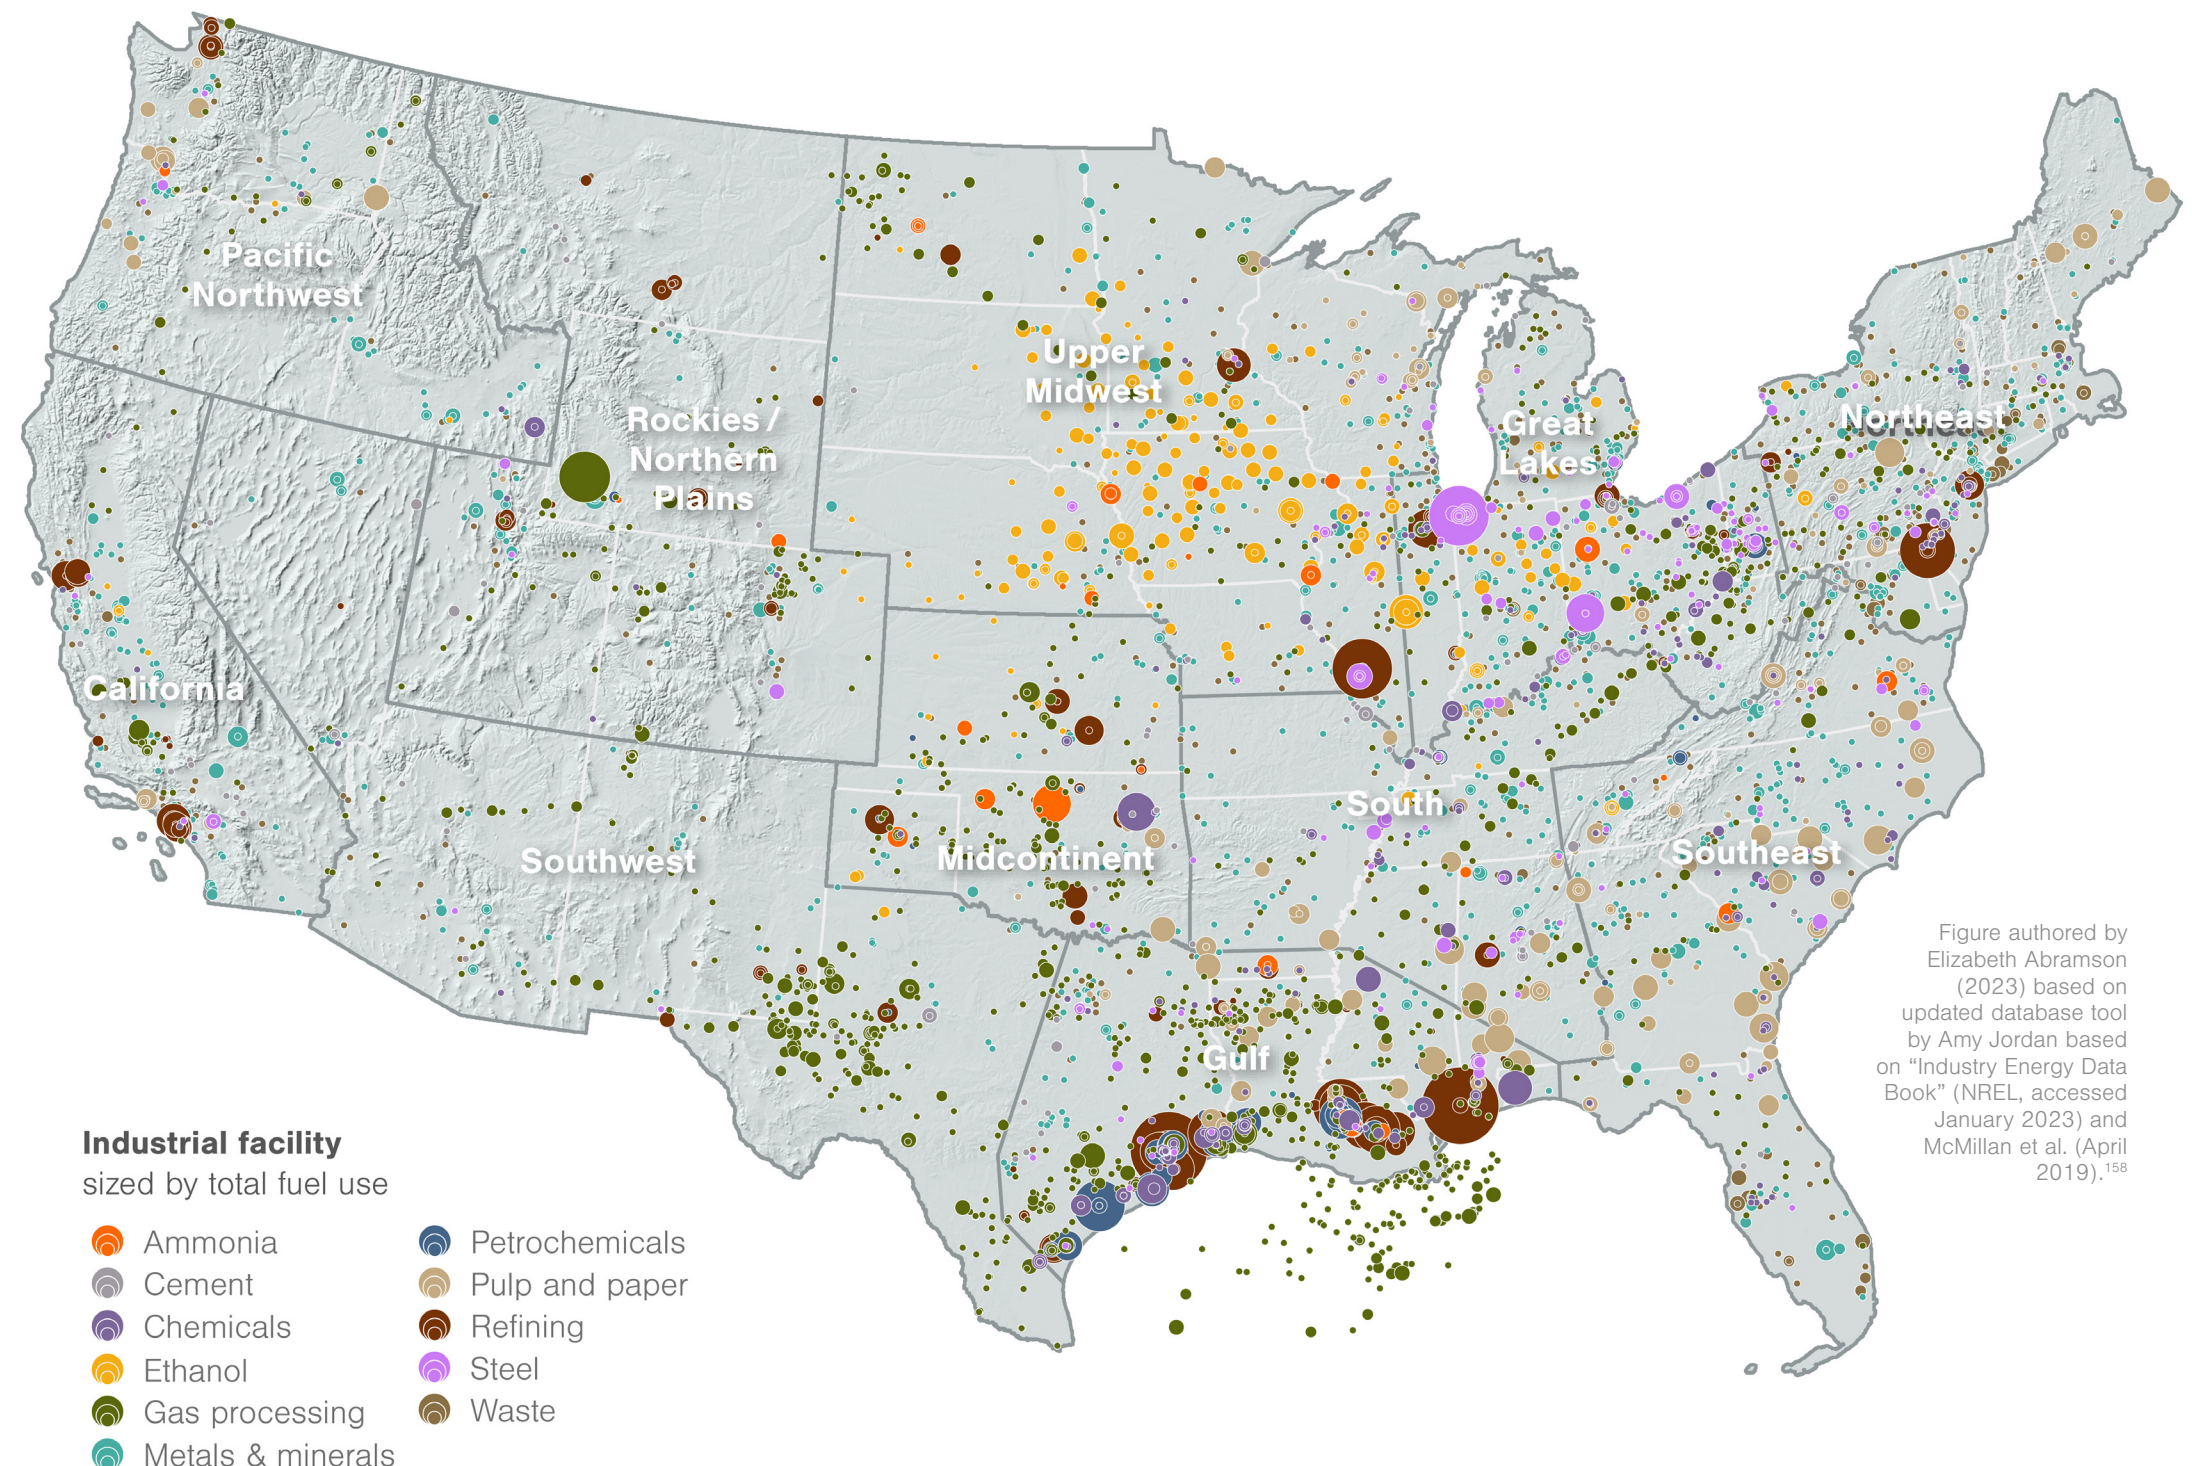 Pacific
Northwest
Upper
Midwest
Rockies /
Northern
Plains
Great
Lakes
Northeast
California
Southwest
Midcontinent
South
Southeast
Gulf
Figure authored by
Elizabeth Abramson
(2023) based on
updated database tool
by Amy Jordan based
on “Industry Energy Data
Book” (NREL, accessed
January 2023) and
McMillan et al. (April
2019).158
Industrial facility
sized by total fuel use
Ammonia
Cement
Chemicals
Ethanol
Gas processing
Metals & minerals
Petrochemicals
Pulp and paper
Refining
Steel
Waste